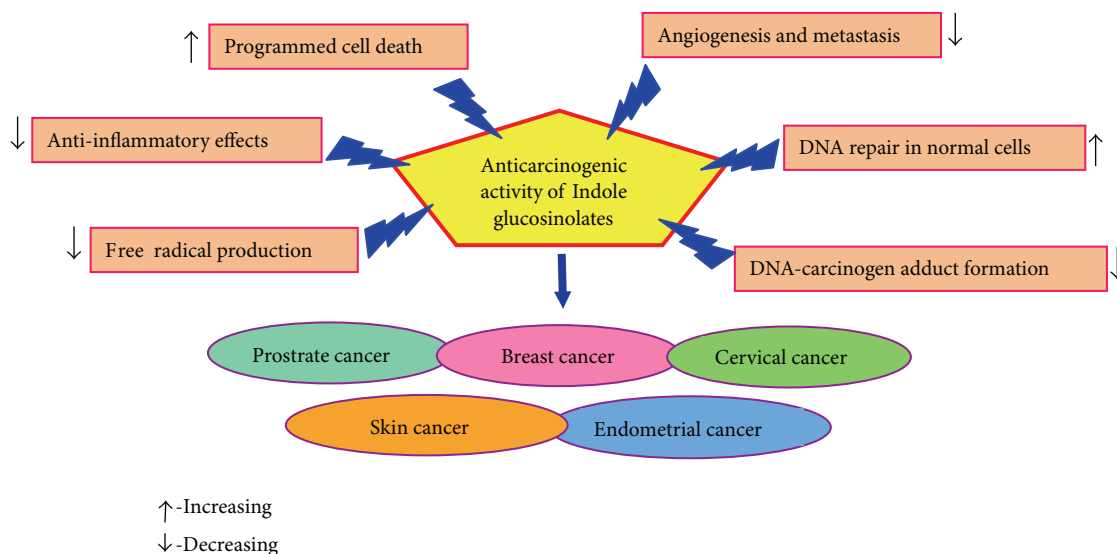 ↑ Programmed cell death
Angiogenesis and metastasis ↓
↓ Anti-inflammatory effects
DNA repair in normal cells ↑
Anticarcinogenic
activity of Indole
glucosinolates
↓ Free radical production
DNA-carcinogen adduct formation ↓
Prostrate cancer
Breast cancer
Cervical cancer
Skin cancer
Endometrial cancer
↑-Increasing
↓-Decreasing